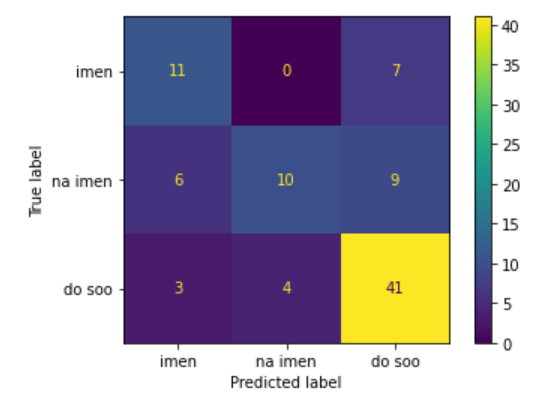 imen 11 0 7 40
35
30
True label na imen 6 10 9 25
20
15
do soo 3 4 41 10
5
0
imen na imen do soo
Predicted label